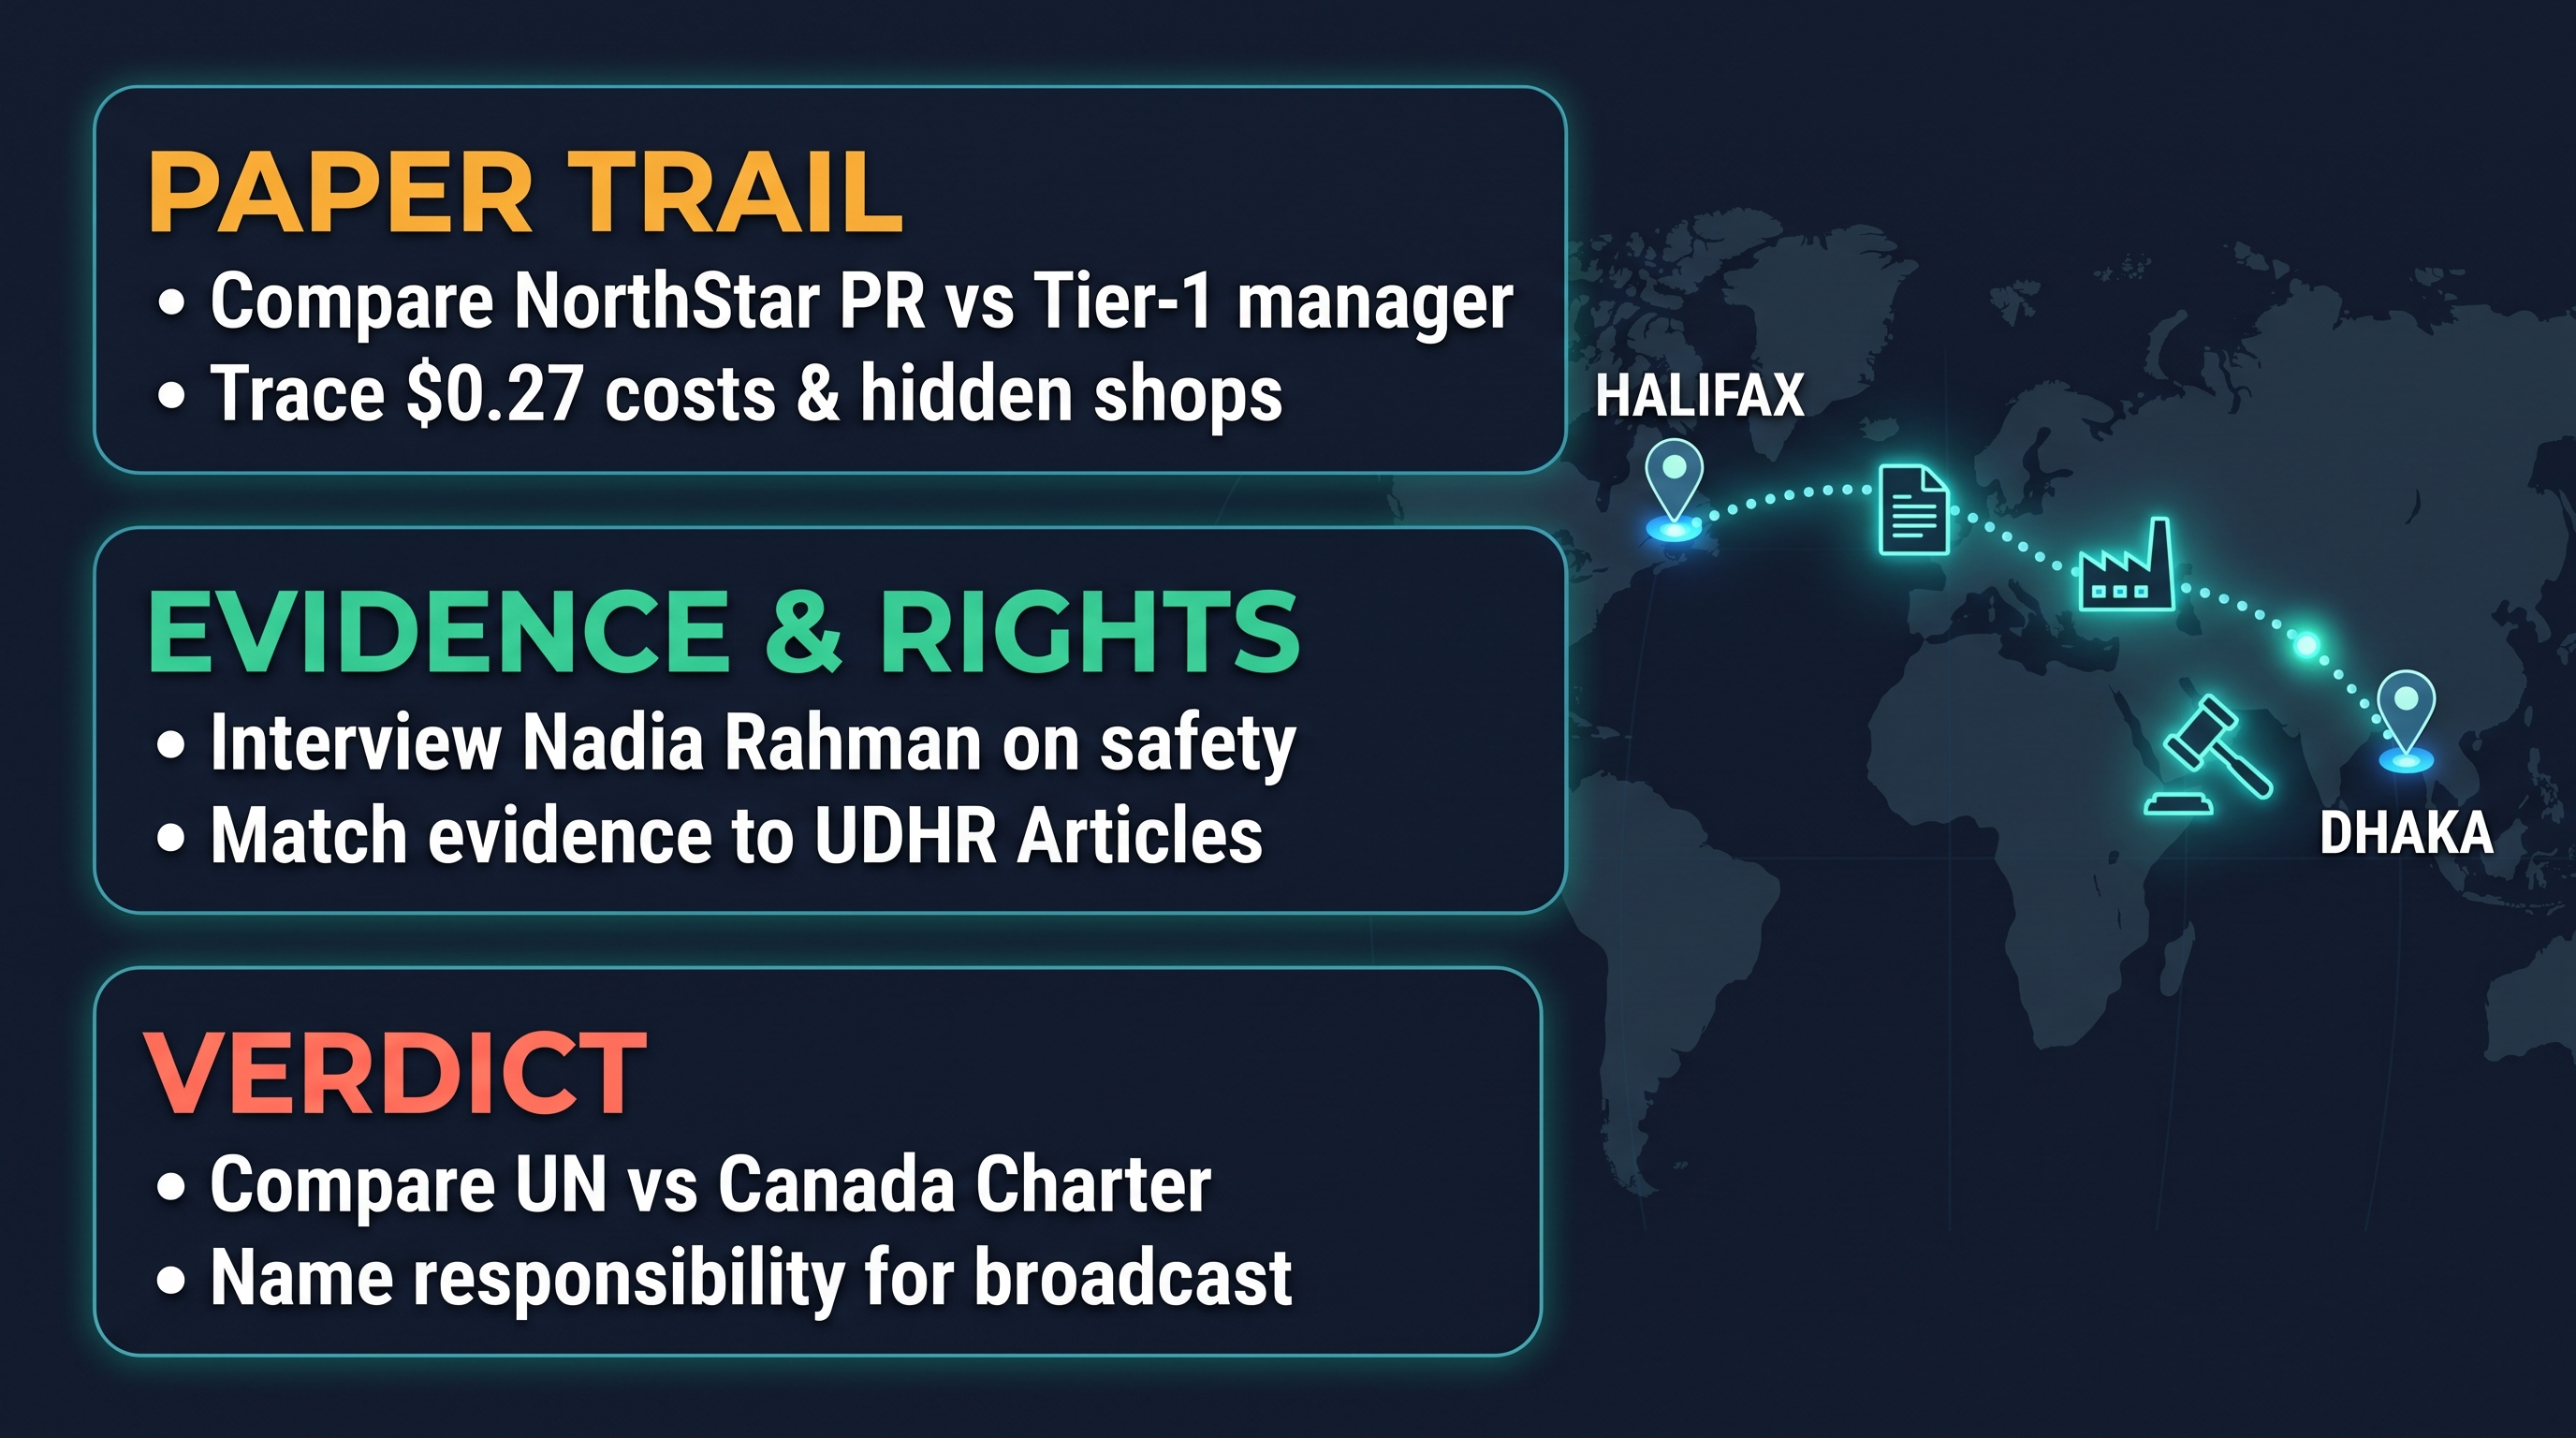 PAPER TRAIL
• Compare NorthStar PR vs Tier-1 manager
• Trace $0.27 costs & hidden shops
EVIDENCE & RIGHTS
• Interview Nadia Rahman on safety
• Match evidence to UDHR Articles
VERDICT
• Compare UN vs Canada Charter
• Name responsibility for broadcast
HALIFAX
DHAKA